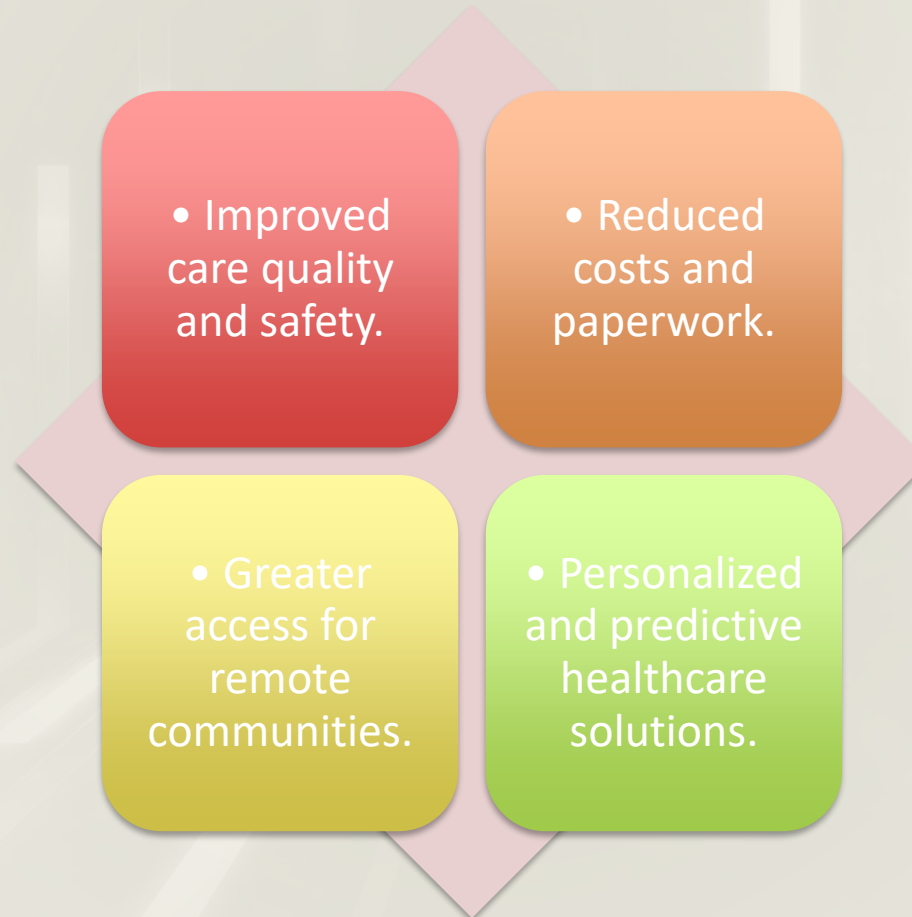 • Improved
care quality
and safety.
• Reduced
costs and
paperwork.
• Greater
access for
remote
communities.
• Personalized
and predictive
healthcare
solutions.